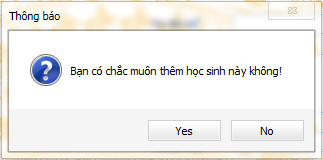 Thông báo
Bạn có chắc muôn thêm học sinh này không!
Yes
No